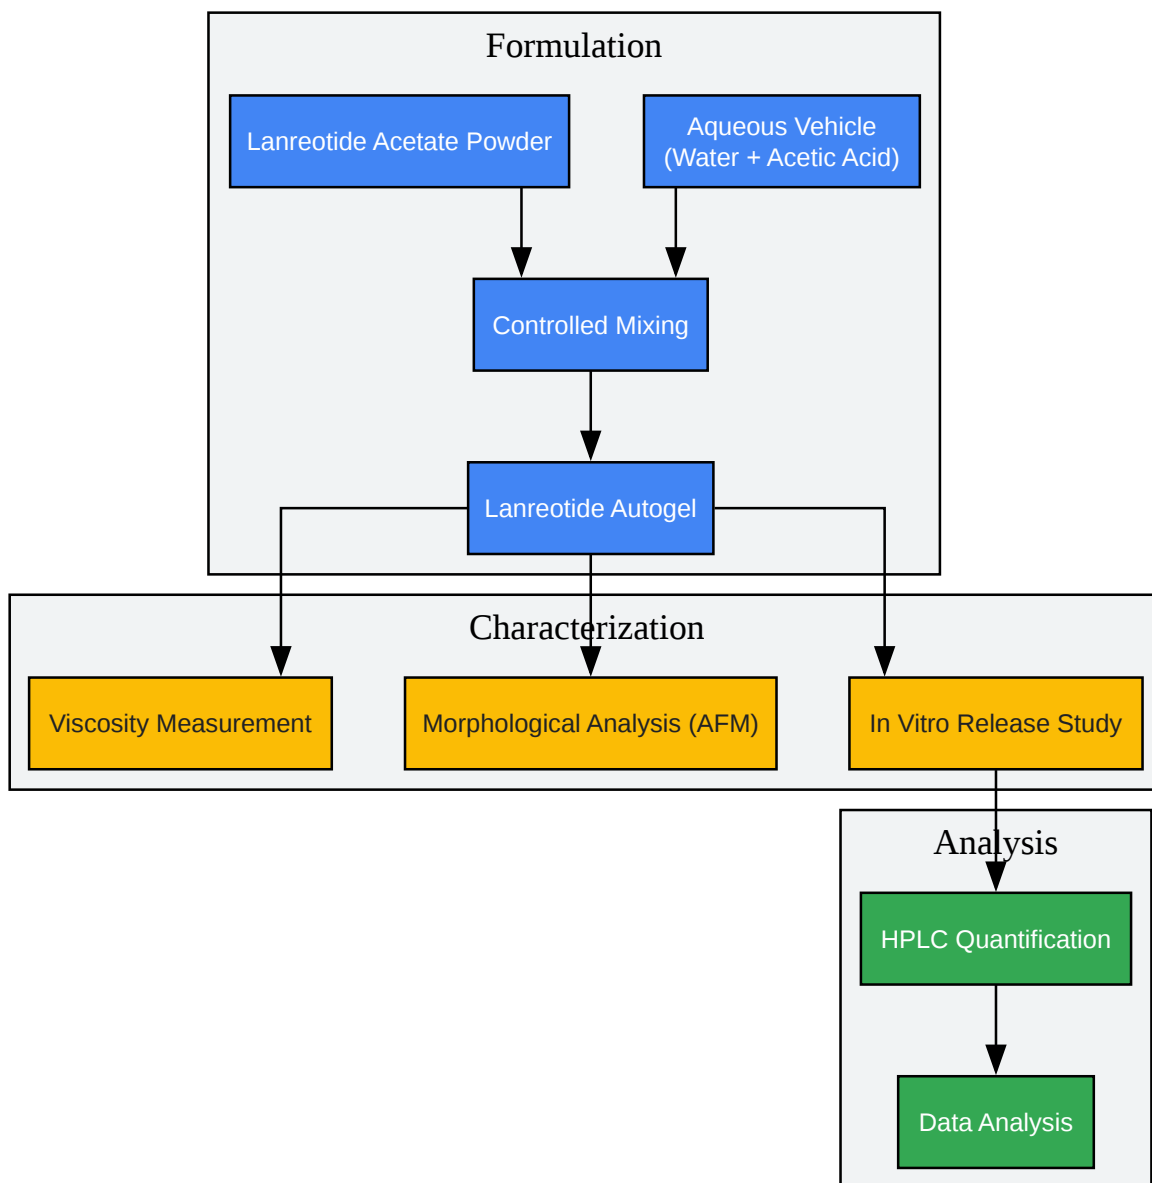 Formulation
Lanreotide Acetate Powder
Aqueous Vehicle
(Water + Acetic Acid)
Controlled Mixing
Lanreotide Autogel
Characterization
Viscosity Measurement
Morphological Analysis (AFM)
In Vitro Release Study
Analysis
HPLC Quantification
Data Analysis